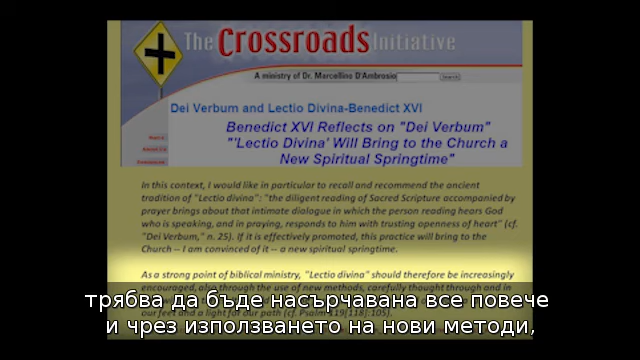 The Crossroads Initiative
A ministry of Dr. Marcellino D'Ambrosio Search
Dei Verbum and Lectio Divina-Benedict XVI
Benedict XVI Reflects on "Dei Verbum"
"'Lectio Divina' Will Bring to the Church a
New Spiritual Springtime"
In this context, I would like in particular to recall and recommend the ancient
tradition of "Lectio divina": "the diligent reading of Sacred Scripture accompanied by
prayer brings about that intimate dialogue in which the person reading hears God
who is speaking, and in praying, responds to him with trusting openness of heart" (cf.
"Dei Verbum," n. 25). If it is effectively promoted, this practice will bring to the
Church -- I am convinced of it -- a new spiritual springtime.
As a strong point of biblical ministry, "Lectio divina" should therefore be increasingly
encouraged, also through the use of new methods, carefully thought through and in
our feet and a light for our path (cf. Psalm 119[118]:105).
трябва да бъде насърчавана все повече
и чрез използването на нови методи,